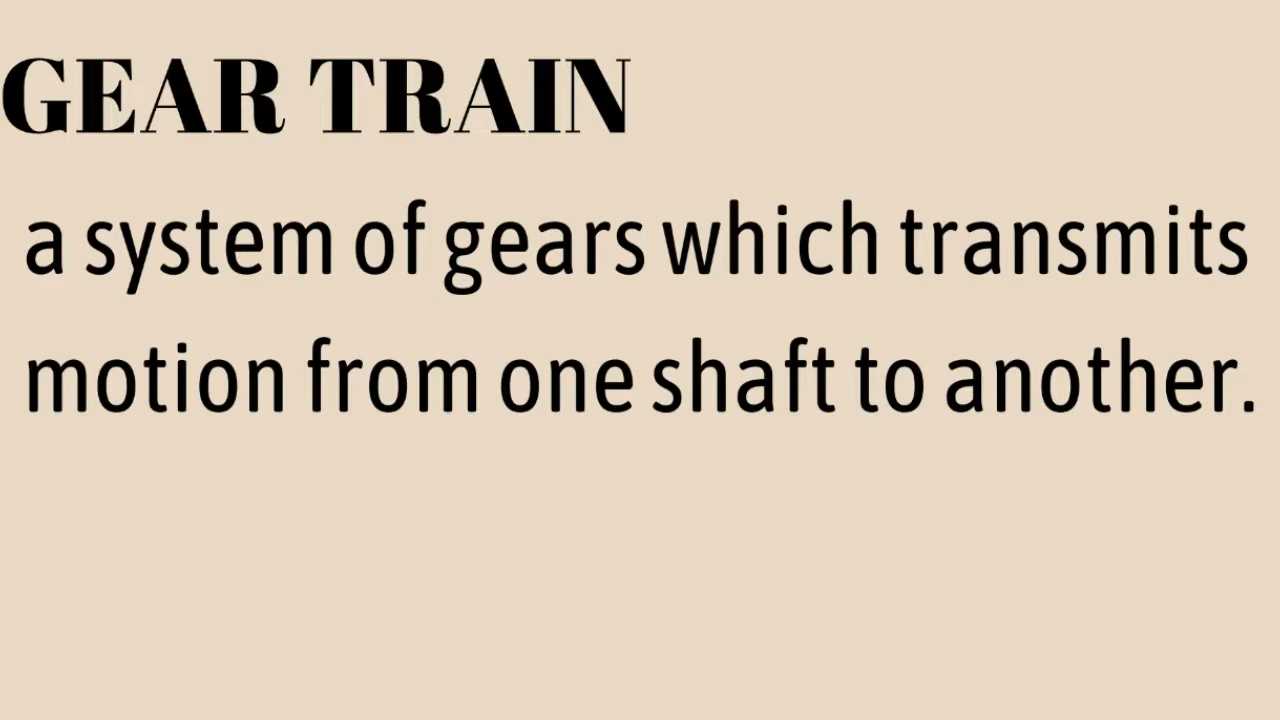 GEAR TRAIN
a system of gears which transmits
motion from one shaft to another.